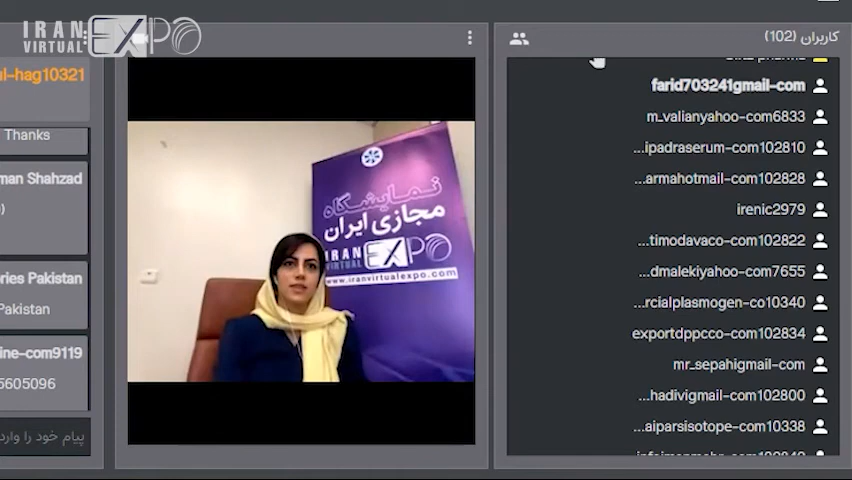 IRAN
VIRTUAL
EXPO
al-hag10321
Thanks
man Shahzad
ories Pakistan
Pakistan
ine-com9119
5605096
پیام خود را وارد
نمایشگاه
مجازی ایران
IRAN
VIRTUAL
EXPO
www.iranvirtualexpo.com
کاربران (102)
farid703241gmail-com
m_valianyahoo-com6833
...ipadraserum-com102810
...armahotmail-com102828
irenic2979
...timodavaco-com102822
...dmalekiyahoo-com7655
...rcialplasmogen-co10340
exportdppcco-com102834
mr_sepahigmail-com
...hadivigmail-com102800
...aiparsisotope-com10338